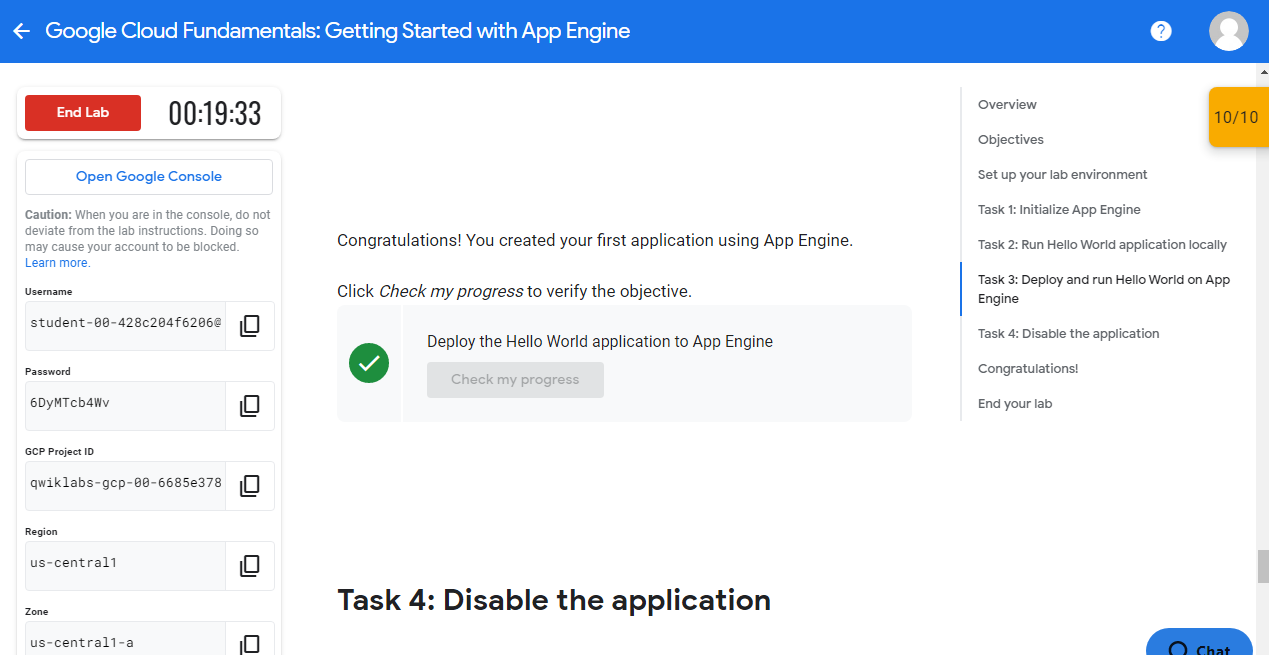 Google Cloud Fundamentals: Getting Started with App Engine
?
End Lab
00:19:33
Open Google Console
Caution: When you are in the console, do not
deviate from the lab instructions. Doing so
may cause your account to be blocked.
Learn more.
Username
student-00-428c204f6206@
Password
6DyMTcb4Wv
GCP Project ID
qwiklabs-gcp-00-6685e378
Region
us-central1
Zone
us-central1-a
Congratulations! You created your first application using App Engine.
Click Check my progress to verify the objective.
Deploy the Hello World application to App Engine
Check my progress
Task 4: Disable the application
Overview
Objectives
Set up your lab environment
Task 1: Initialize App Engine
Task 2: Run Hello World application locally
Task 3: Deploy and run Hello World on App
Engine
Task 4: Disable the application
Congratulations!
End your lab
10/10
Chat